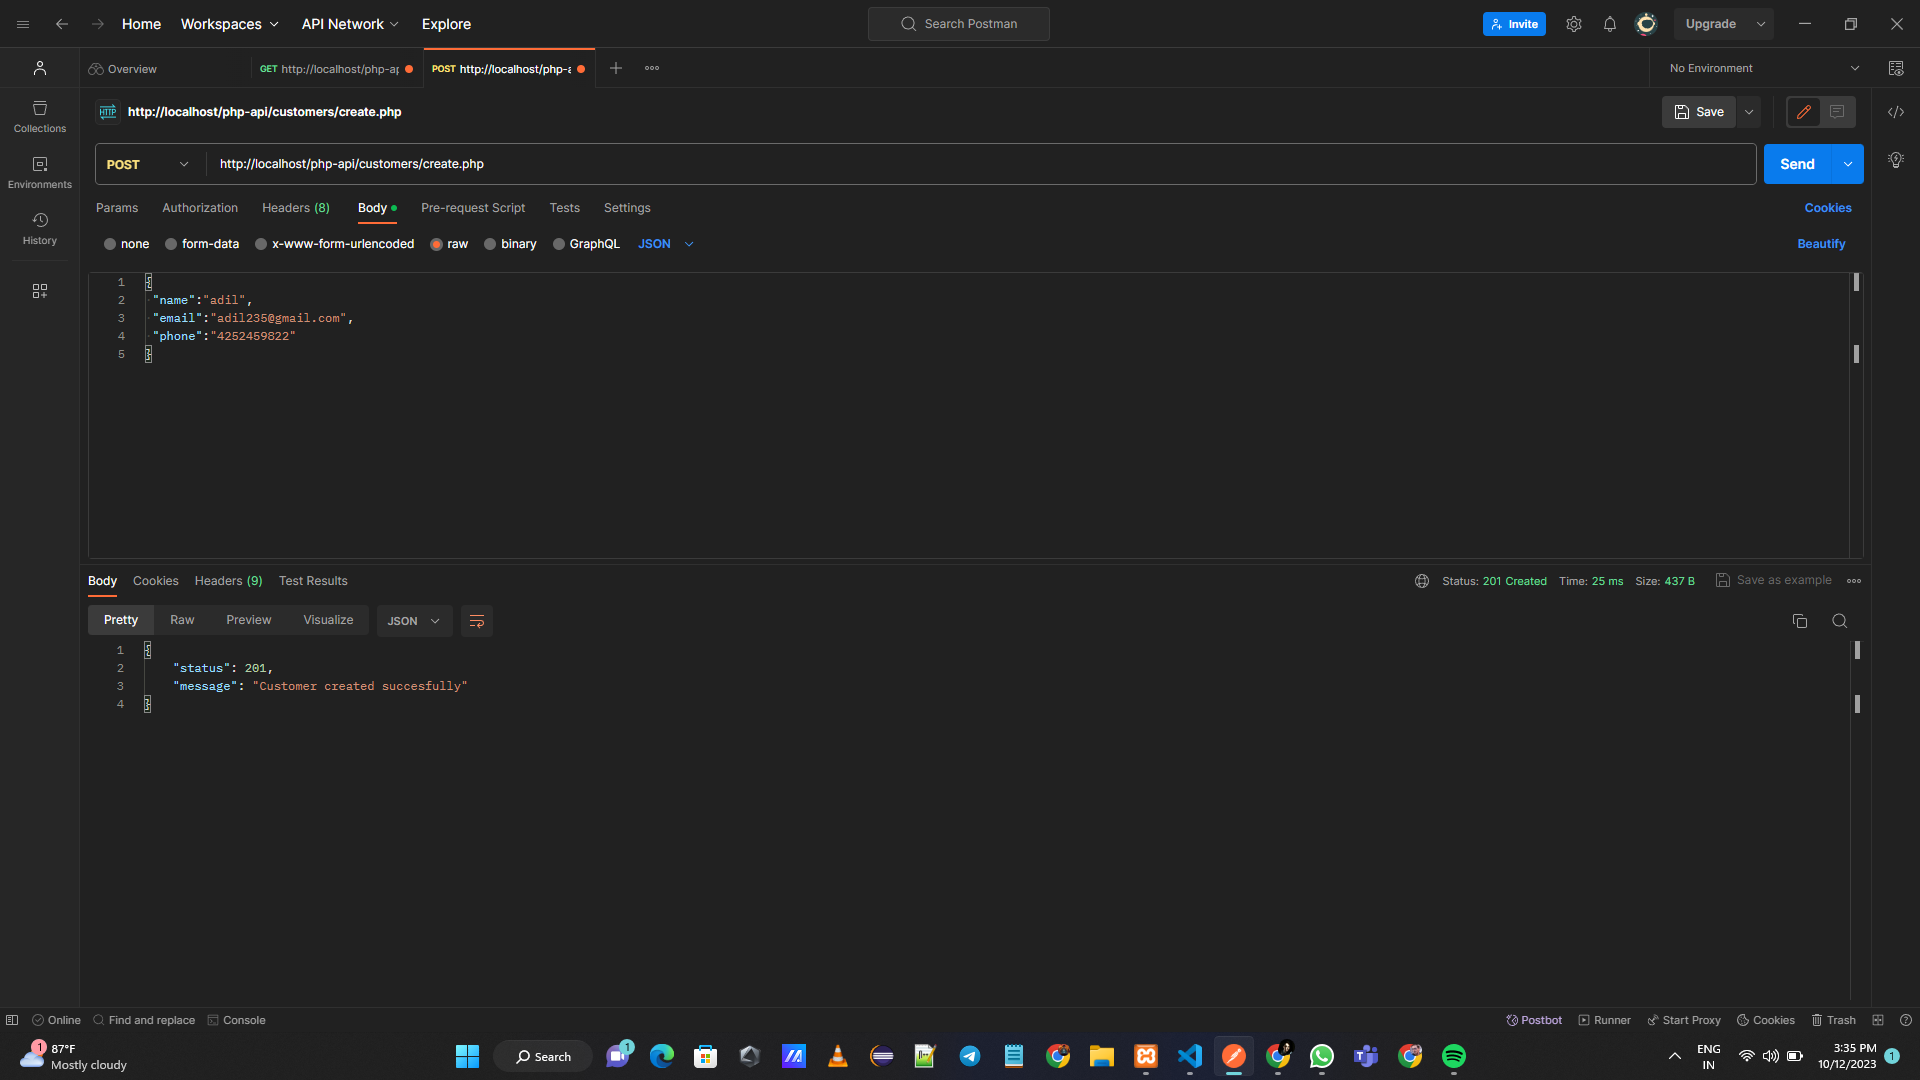 Home Workspaces API Network Explore Search Postman Invite Upgrade
Overview GET http://localhost/php-ap POST http://localhost/php-a No Environment
HTTP http://localhost/php-api/customers/create.php Save
Collections
POST http://localhost/php-api/customers/create.php Send
Environments
Params Authorization Headers (8) Body Pre-request Script Tests Settings Cookies
History
none form-data x-www-form-urlencoded raw binary GraphQL JSON Beautify
1 {
2 "name":"adil",
3 "email":"adil235@gmail.com",
4 "phone":"4252459822"
5 }
Body Cookies Headers (9) Test Results Status: 201 Created Time: 25 ms Size: 437 B Save as example
Pretty Raw Preview Visualize JSON
1 {
2 "status": 201,
3 "message": "Customer created succesfully"
4 }
Online Find and replace Console Postbot Runner Start Proxy Cookies Trash
1 87°F
Mostly cloudy
Search
1
ENG
IN
3:35 PM
10/12/2023
1